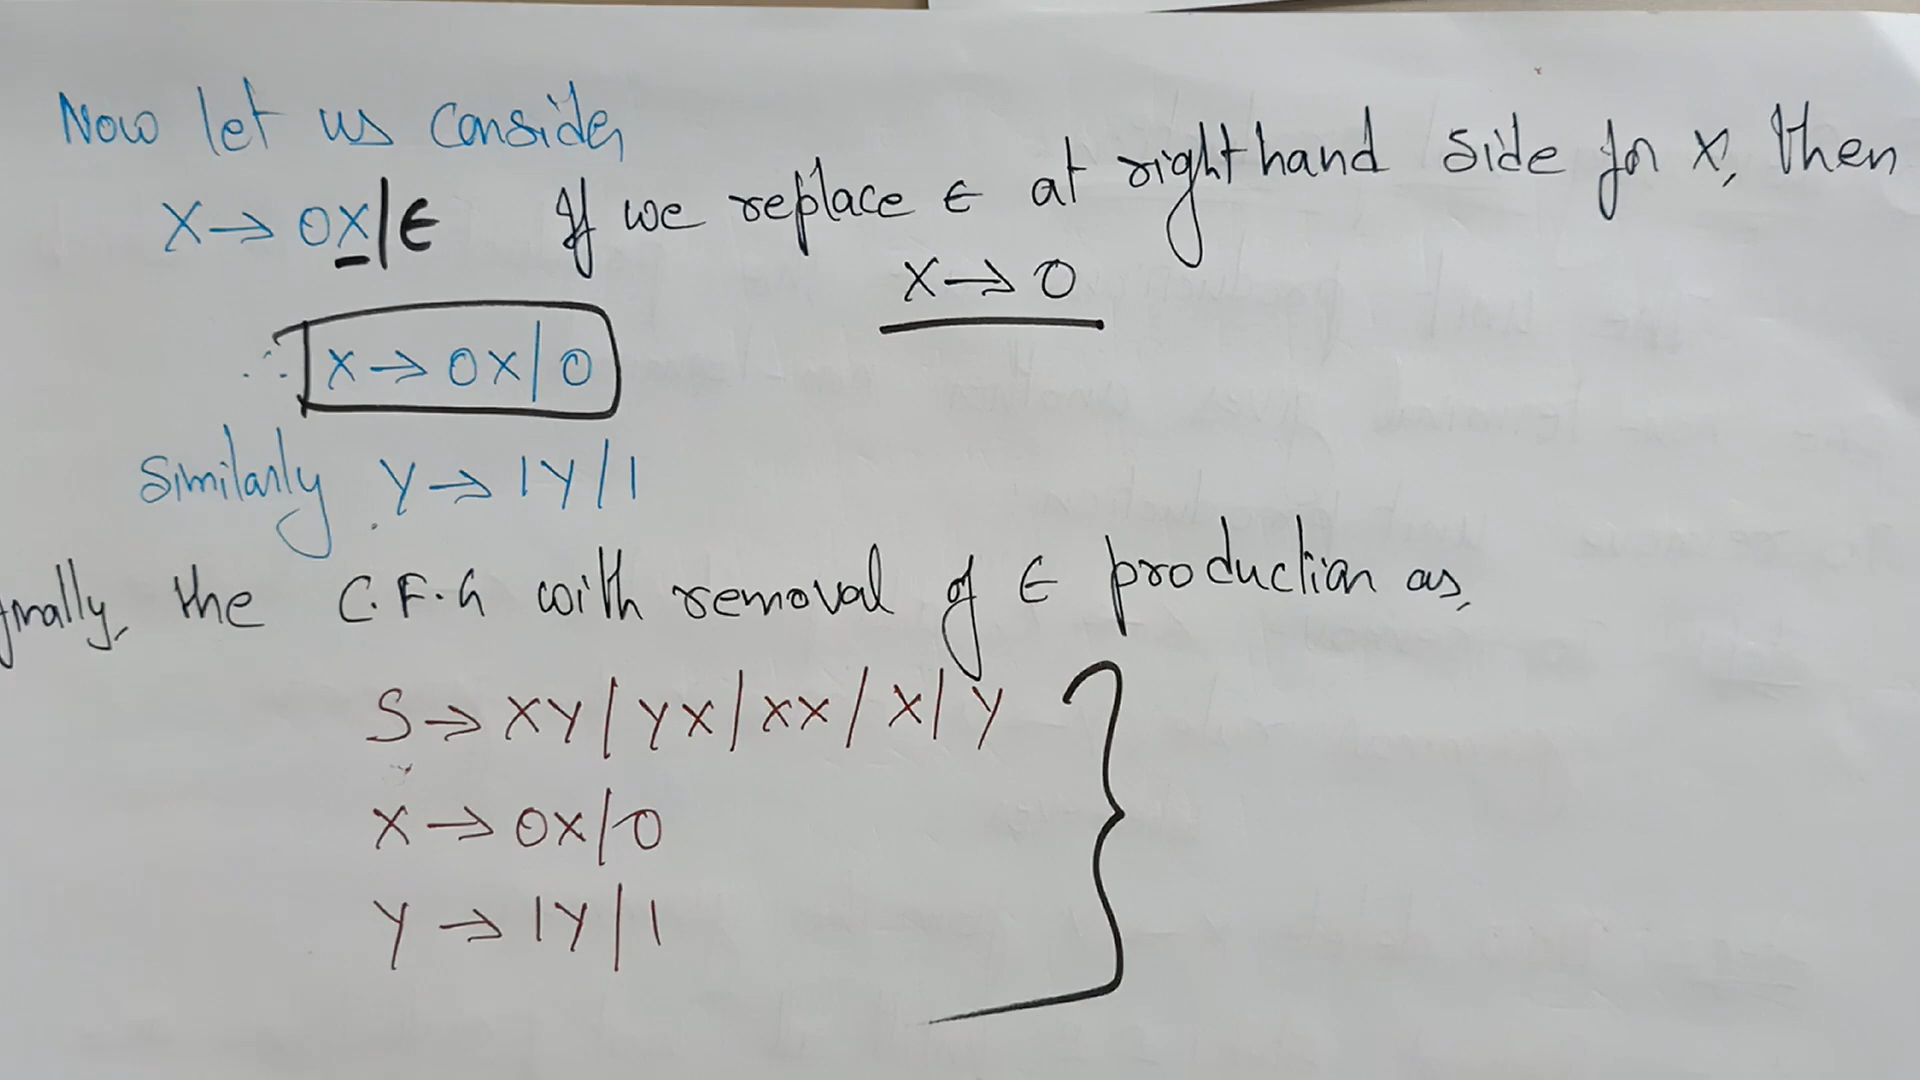 Now let us consider
X → 0X|ϵ If we replace ϵ at right hand side for X, then
X → 0
∴ X → 0X/0
Similarly Y → 1Y/1
finally, the C.F.G with removal of ϵ production as,
S → XY/YX/XX/X/Y
X → 0X/0
Y → 1Y/1